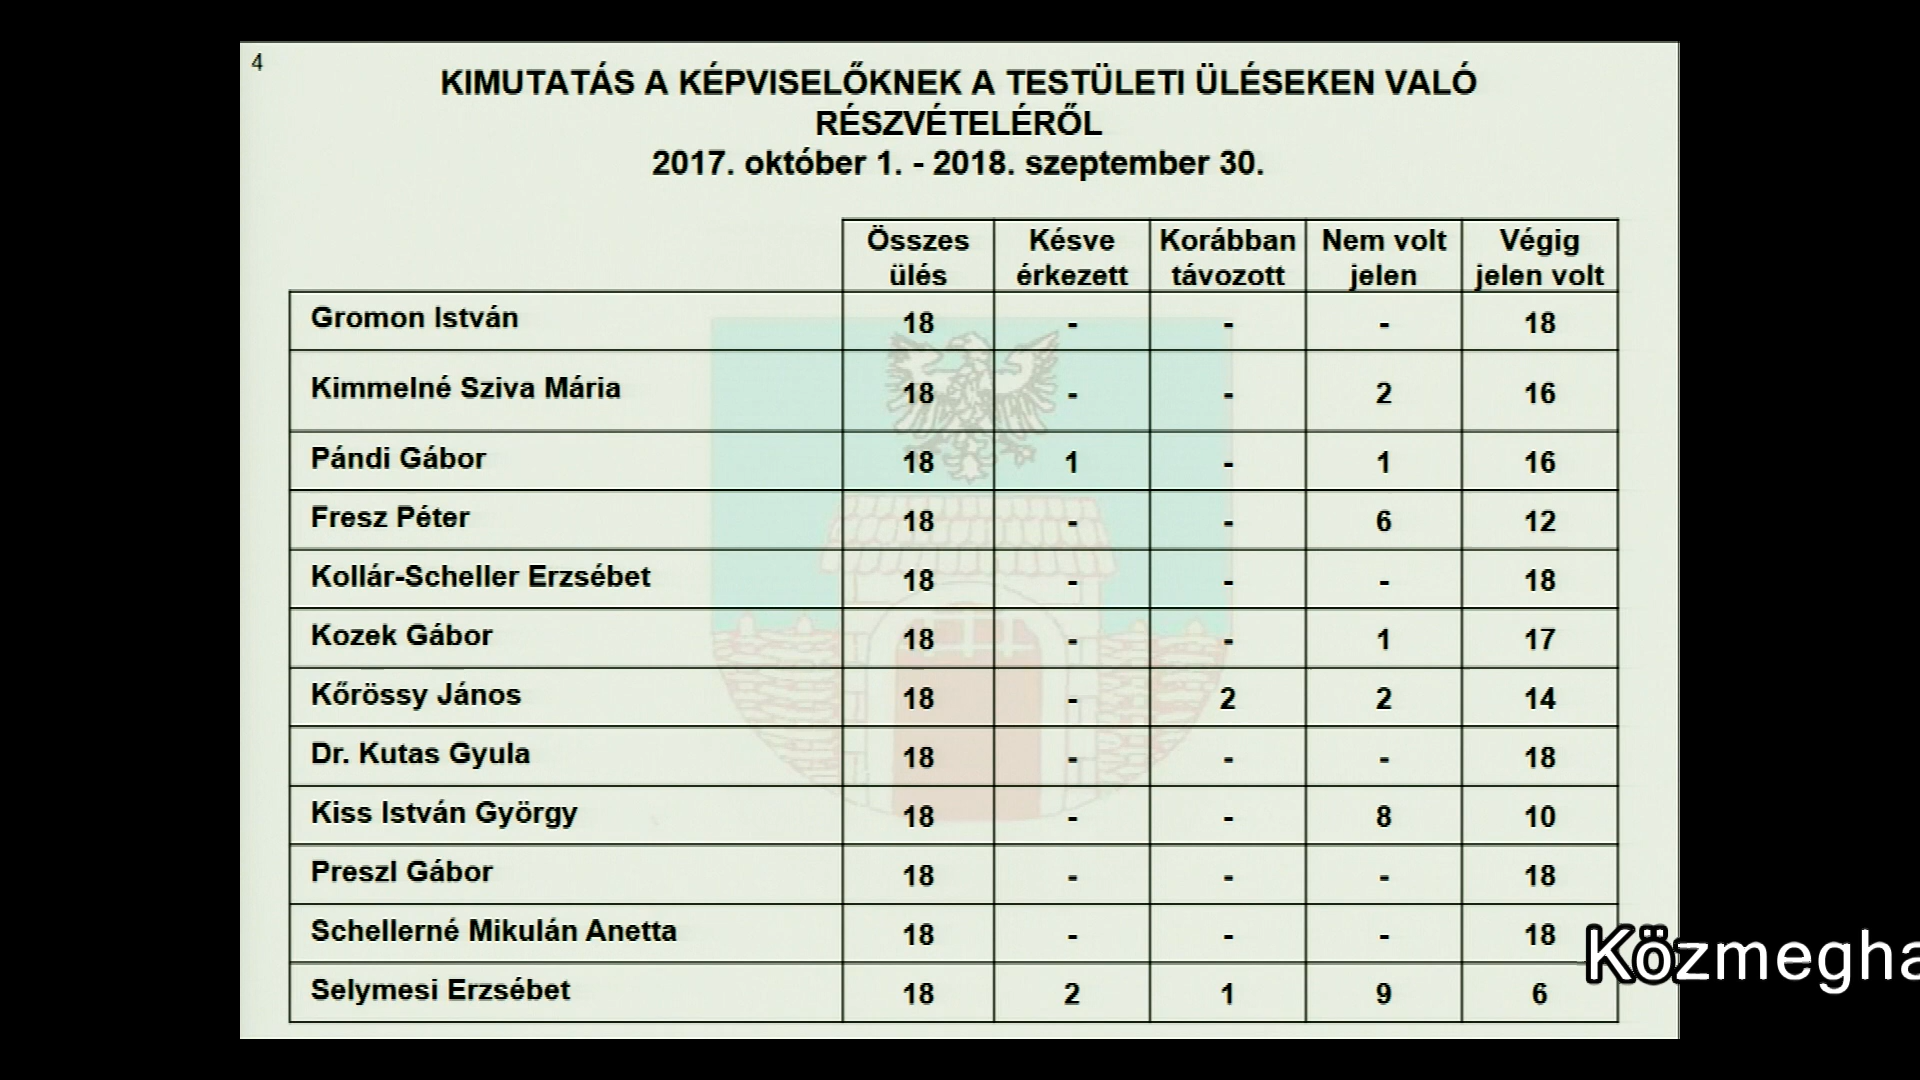 4
KIMUTATÁS A KÉPVISELŐKNEK A TESTÜLETI ÜLÉSEKEN VALÓ
RÉSZVÉTELÉRŐL
2017. október 1. - 2018. szeptember 30.
Összes ülés Késve érkezett Korábban távozott Nem volt jelen Végig jelen volt
Gromon István 18 - - - 18
Kimmelné Sziva Mária 18 - - 2 16
Pándi Gábor 18 1 - 1 16
Fresz Péter 18 - - 6 12
Kollár-Scheller Erzsébet 18 - - - 18
Kozek Gábor 18 - - 1 17
Kőrössy János 18 - 2 2 14
Dr. Kutas Gyula 18 - - - 18
Kiss István György 18 - - 8 10
Preszl Gábor 18 - - - 18
Schellerné Mikulán Anetta 18 - - - 18
Selymesi Erzsébet 18 2 1 9 6
Közmegha